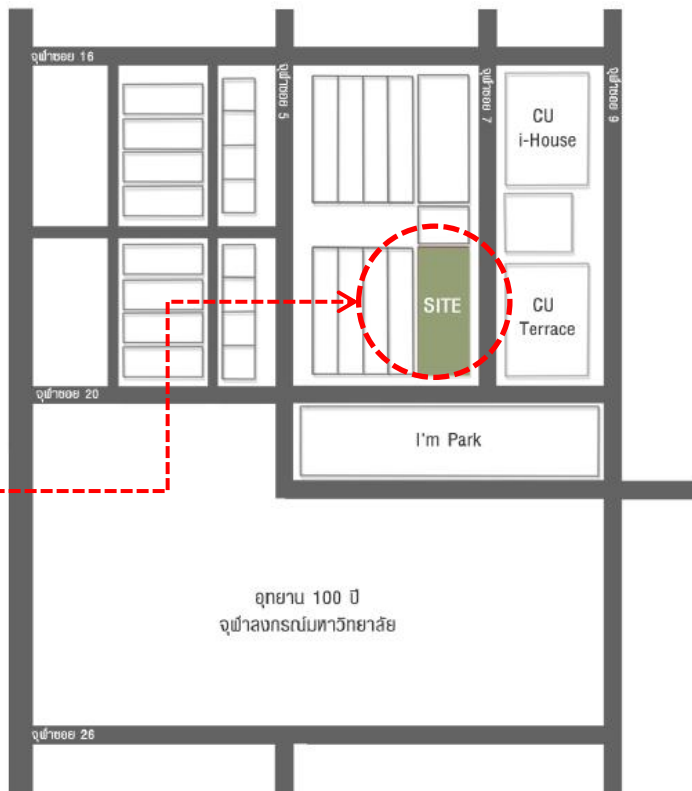 จุฬาซอย 16
จุฬาซอย 5
จุฬาซอย 7
จุฬาซอย 9
CU
i-House
SITE
CU
Terrace
จุฬาซอย 20
I'm Park
อุทยาน 100 ปี
จุฬาลงกรณ์มหาวิทยาลัย
จุฬาซอย 26